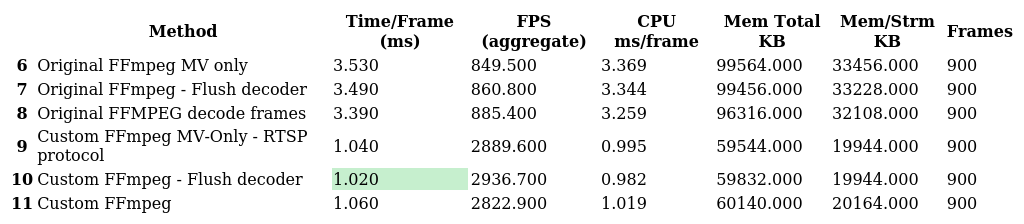 Method Time/Frame (ms) FPS (aggregate) CPU ms/frame Mem Total KB Mem/Strm KB Frames
6 Original FFmpeg MV only 3.530 849.500 3.369 99564.000 33456.000 900
7 Original FFmpeg - Flush decoder 3.490 860.800 3.344 99456.000 33228.000 900
8 Original FFMPEG decode frames 3.390 885.400 3.259 96316.000 32108.000 900
9 Custom FFmpeg MV-Only - RTSP protocol 1.040 2889.600 0.995 59544.000 19944.000 900
10 Custom FFmpeg - Flush decoder 1.020 2936.700 0.982 59832.000 19944.000 900
11 Custom FFmpeg 1.060 2822.900 1.019 60140.000 20164.000 900